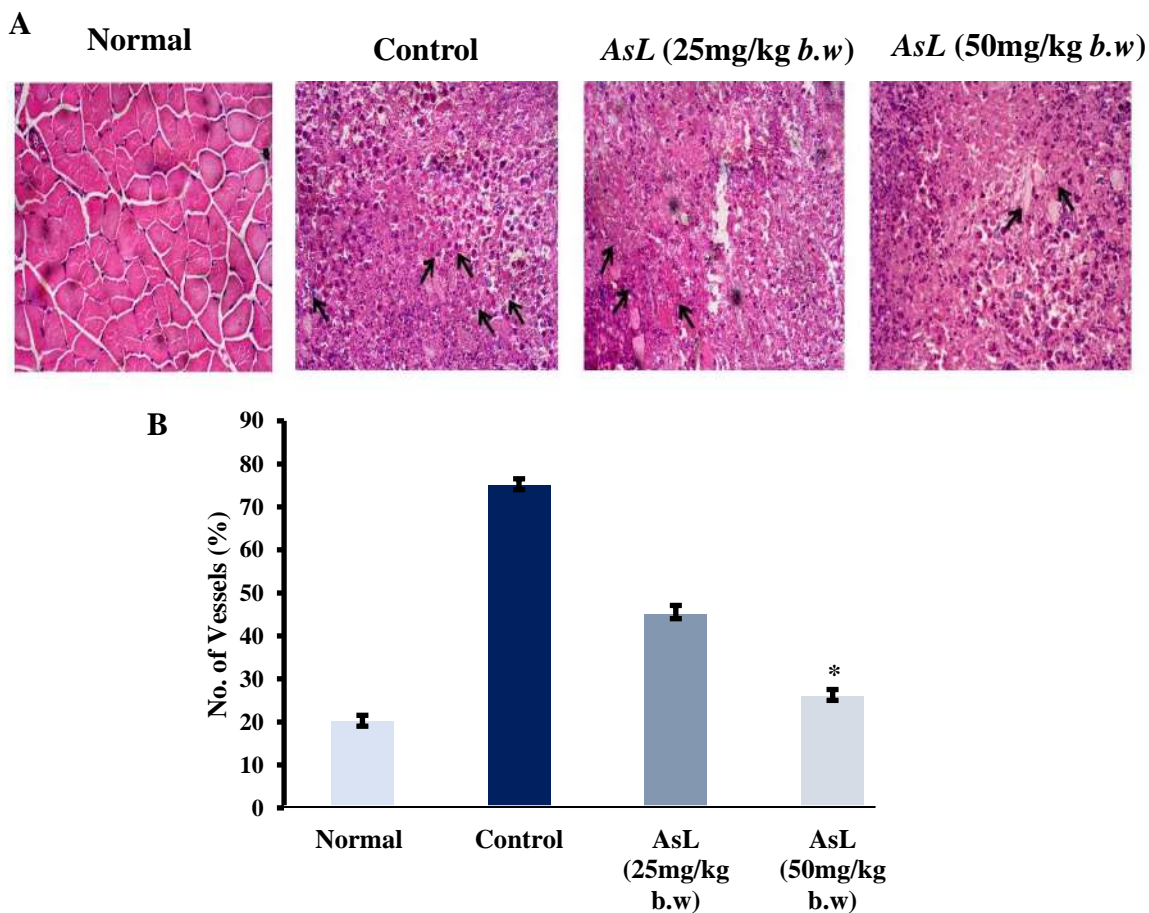 A
Normal
Control
AsL (25mg/kg b.w)
AsL (50mg/kg b.w)
B
No. of Vessels (%)
90
80
70
60
50
40
30
20
10
0
*
Normal
Control
AsL
(25mg/kg
b.w)
AsL
(50mg/kg
b.w)